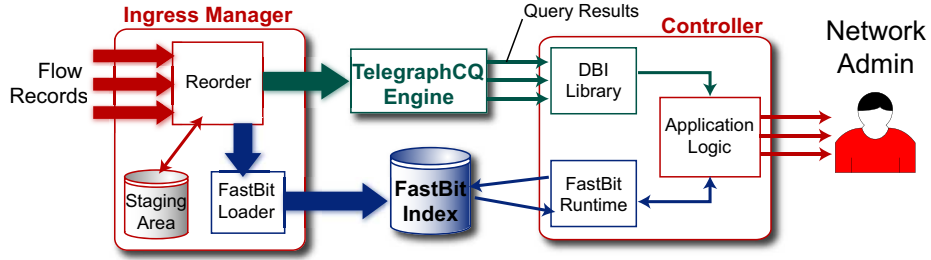 Ingress Manager
Query Results
Controller
Network
Admin
Flow
Records
Reorder
TelegraphCQ
Engine
DBI
Library
Application
Logic
Staging
Area
FastBit
Loader
FastBit
Index
FastBit
Runtime